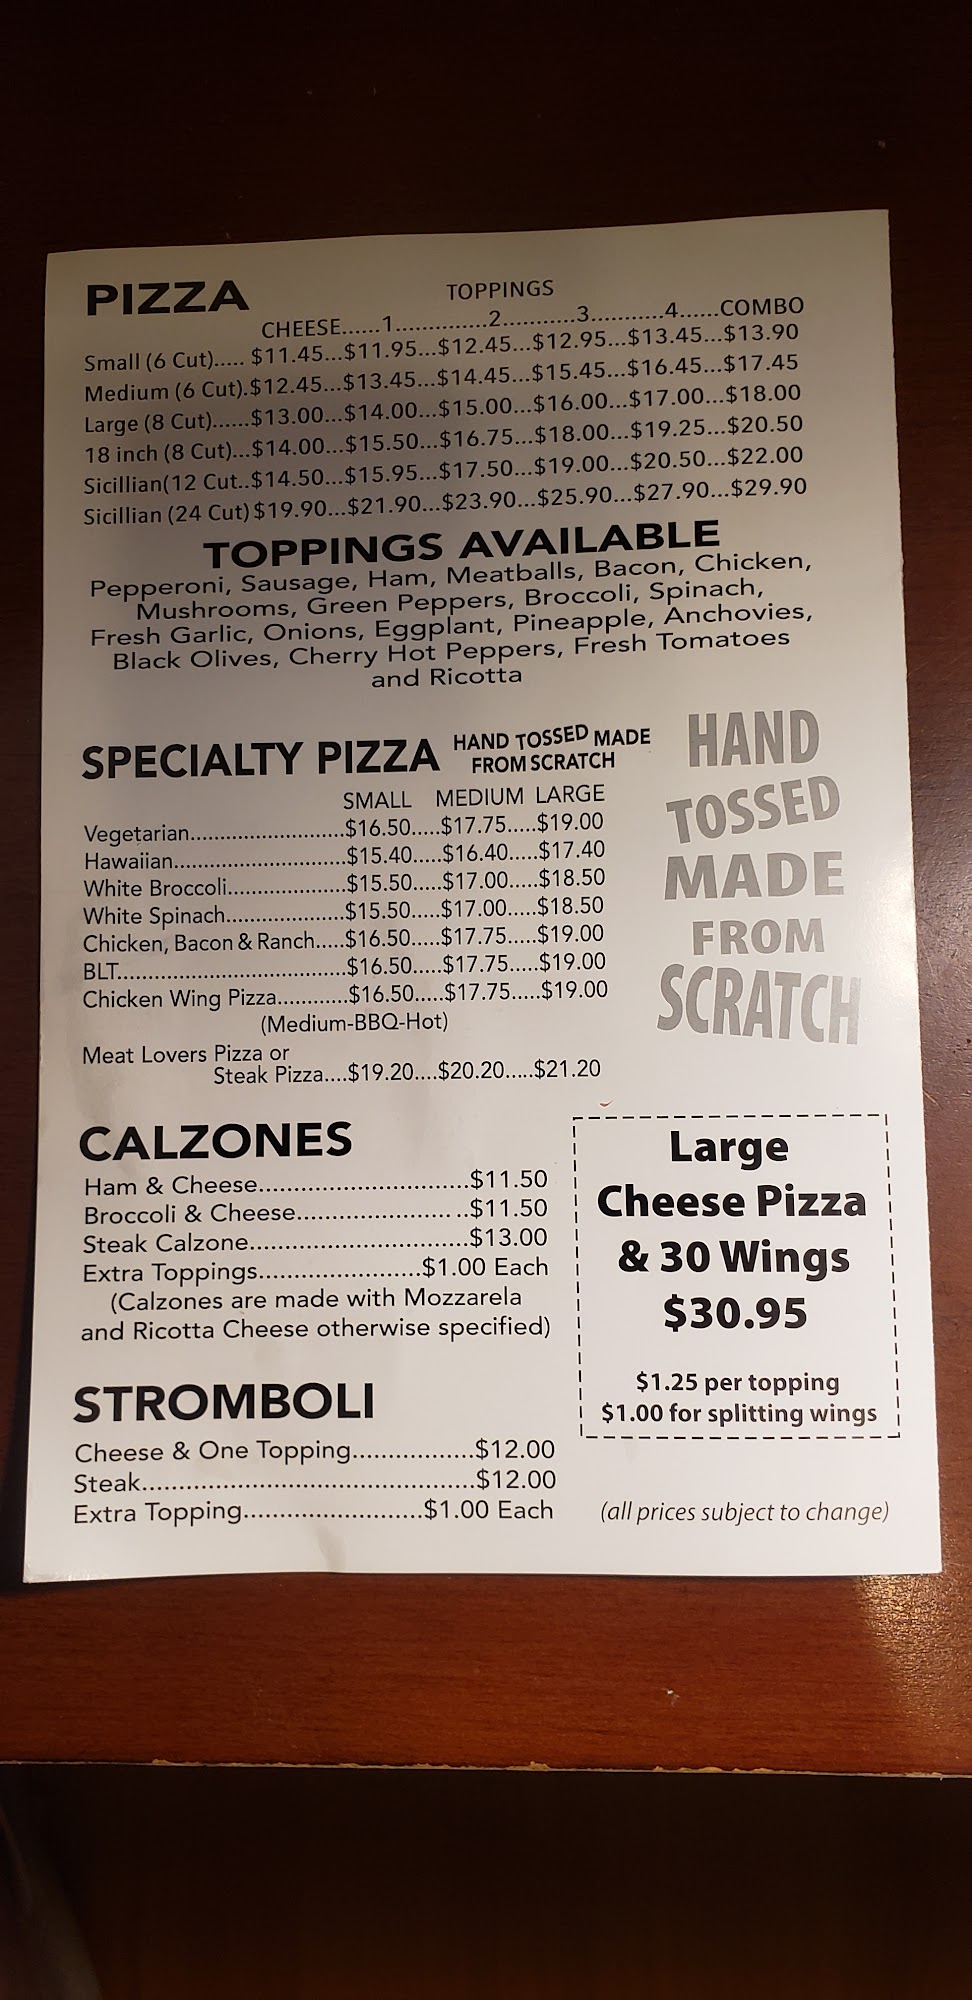 PIZZA
TOPPINGS
CHEESE......1..............2...........3...........4......COMBO
Small (6 Cut)..... $11.45...$11.95...$12.45...$12.95...$13.45...$13.90
Medium (6 Cut).$12.45...$13.45...$14.45...$15.45...$16.45...$17.45
Large (8 Cut)......$13.00...$14.00...$15.00...$16.00...$17.00...$18.00
18 inch (8 Cut)...$14.00...$15.50...$16.75...$18.00...$19.25...$20.50
Sicillian(12 Cut..$14.50...$15.95...$17.50...$19.00...$20.50...$22.00
Sicillian (24 Cut) $19.90...$21.90...$23.90...$25.90...$27.90...$29.90
TOPPINGS AVAILABLE
Pepperoni, Sausage, Ham, Meatballs, Bacon, Chicken,
Mushrooms, Green Peppers, Broccoli, Spinach,
Fresh Garlic, Onions, Eggplant, Pineapple, Anchovies,
Black Olives, Cherry Hot Peppers, Fresh Tomatoes
and Ricotta
SPECIALTY PIZZA
HAND TOSSED MADE
FROM SCRATCH
SMALL MEDIUM LARGE
Vegetarian............................$16.50.....$17.75.....$19.00
Hawaiian...............................$15.40.....$16.40.....$17.40
White Broccoli.....................$15.50.....$17.00.....$18.50
White Spinach.....................$15.50.....$17.00.....$18.50
Chicken, Bacon & Ranch.....$16.50.....$17.75.....$19.00
BLT.........................................$16.50.....$17.75.....$19.00
Chicken Wing Pizza.............$16.50.....$17.75.....$19.00
(Medium-BBQ-Hot)
Meat Lovers Pizza or
Steak Pizza....$19.20....$20.20.....$21.20
HAND
TOSSED
MADE
FROM
SCRATCH
CALZONES
Ham & Cheese................................$11.50
Broccoli & Cheese..........................$11.50
Steak Calzone.................................$13.00
Extra Toppings.........................$1.00 Each
(Calzones are made with Mozzarela
and Ricotta Cheese otherwise specified)
Large
Cheese Pizza
& 30 Wings
$30.95
$1.25 per topping
$1.00 for splitting wings
STROMBOLI
Cheese & One Topping................$12.00
Steak.............................................$12.00
Extra Topping..........................$1.00 Each
(all prices subject to change)